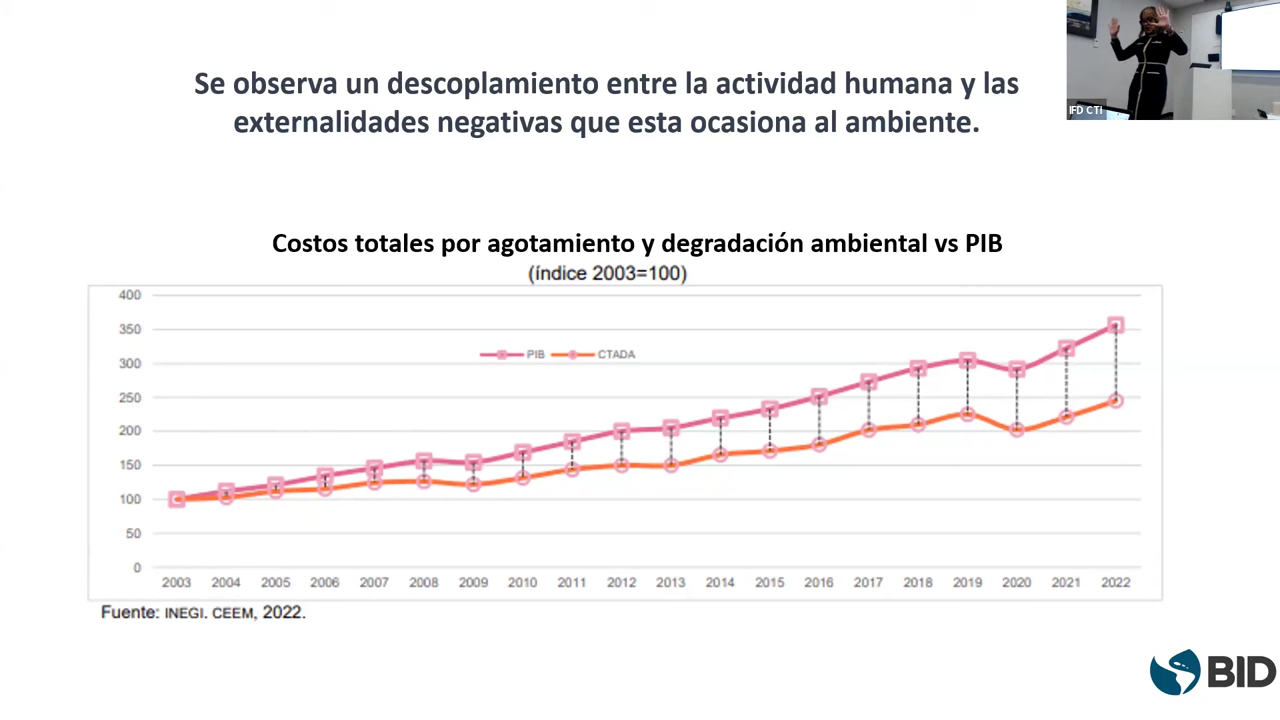 Se observa un descoplamiento entre la actividad humana y las
externalidades negativas que esta ocasiona al ambiente.
IFD CTI
Costos totales por agotamiento y degradación ambiental vs PIB
(índice 2003=100)
400
350
300
250
200
150
100
50
0
PIB CTADA
2003 2004 2005 2006 2007 2008 2009 2010 2011 2012 2013 2014 2015 2016 2017 2018 2019 2020 2021 2022
Fuente: INEGI. CEEM, 2022.
BID